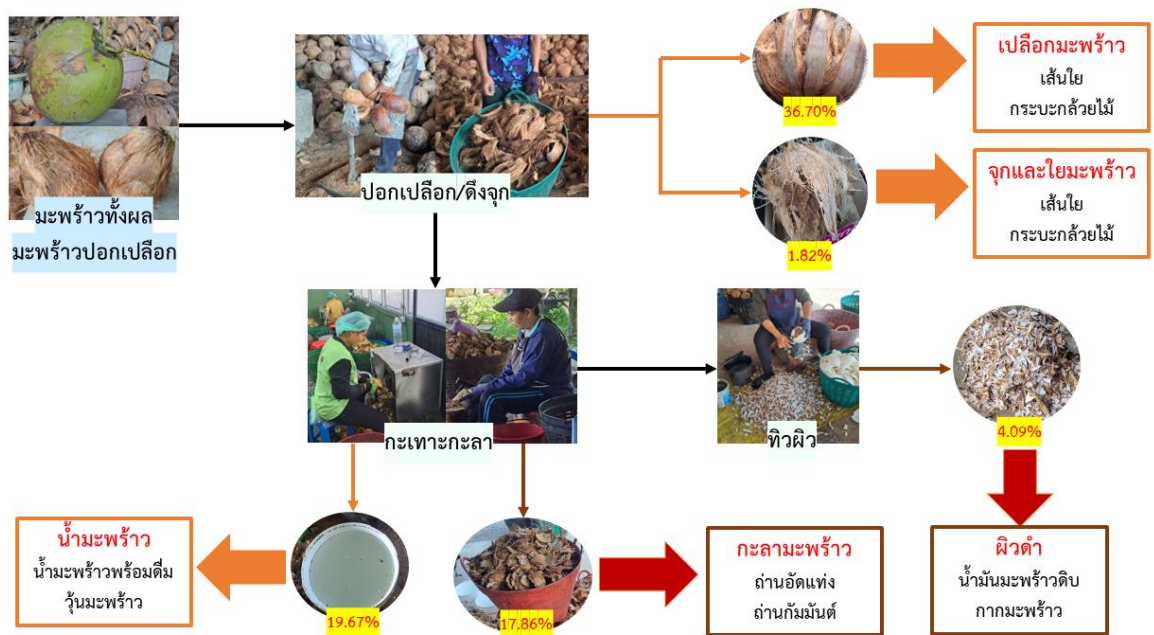 มะพร้าวทั้งผล
มะพร้าวปอกเปลือก
ปอกเปลือก/ดึงจุก
36.70%
เปลือกมะพร้าว
เส้นใย
กระบะกล้วยไม้
1.82%
จุกและใยมะพร้าว
เส้นใย
กระบะกล้วยไม้
กะเทาะกะลา
ทิวผิว
4.09%
น้ำมะพร้าว
น้ำมะพร้าวพร้อมดื่ม
วุ้นมะพร้าว
19.67%
17.86%
กะลามะพร้าว
ถ่านอัดแท่ง
ถ่านกัมมันต์
ผิวดำ
น้ำมันมะพร้าวดิบ
กากมะพร้าว